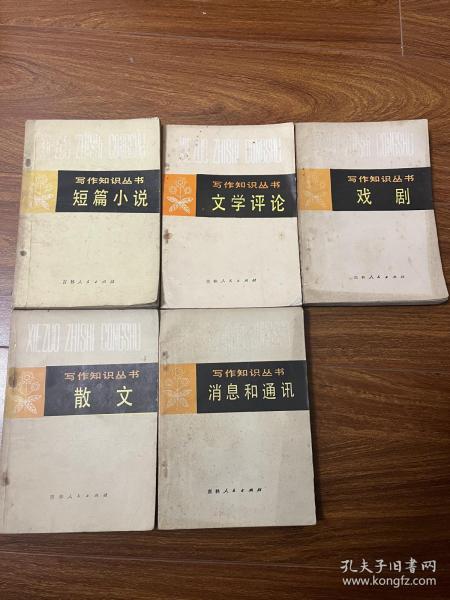 XIEZUO ZHISHI CONGSHU
写作知识丛书
短篇小说
吉林人民出版社
XIEZUO ZHISHI CONGSHU
写作知识丛书
文学评论
吉林人民出版社
写作知识丛书
戏剧
吉林人民出版社
XIEZUO ZHISHI CONGSHU
写作知识丛书
散文
吉林人民出版社
写作知识丛书
消息和通讯
吉林人民出版社
孔夫子旧书网
www.kongfz.com